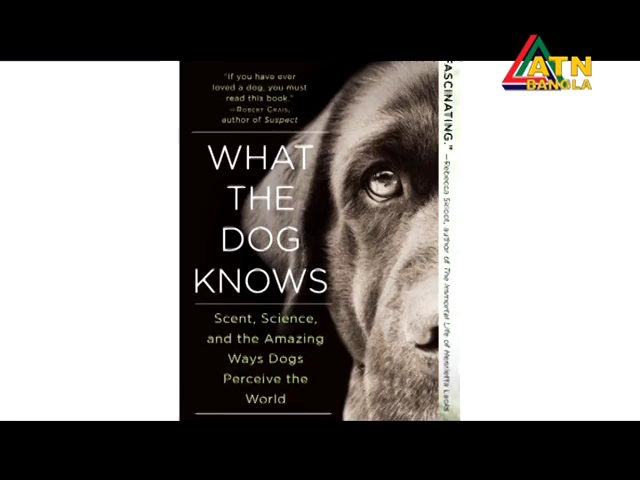 "If you have ever
loved a dog, you must
read this book."
—ROBERT CRAIS,
author of Suspect
WHAT
THE
DOG
KNOWS
Scent, Science,
and the Amazing
Ways Dogs
Perceive the
World
FASCINATING." —Rebecca Skloot, author of The Immortal Life of Henrietta Lacks
ATN
BANGLA